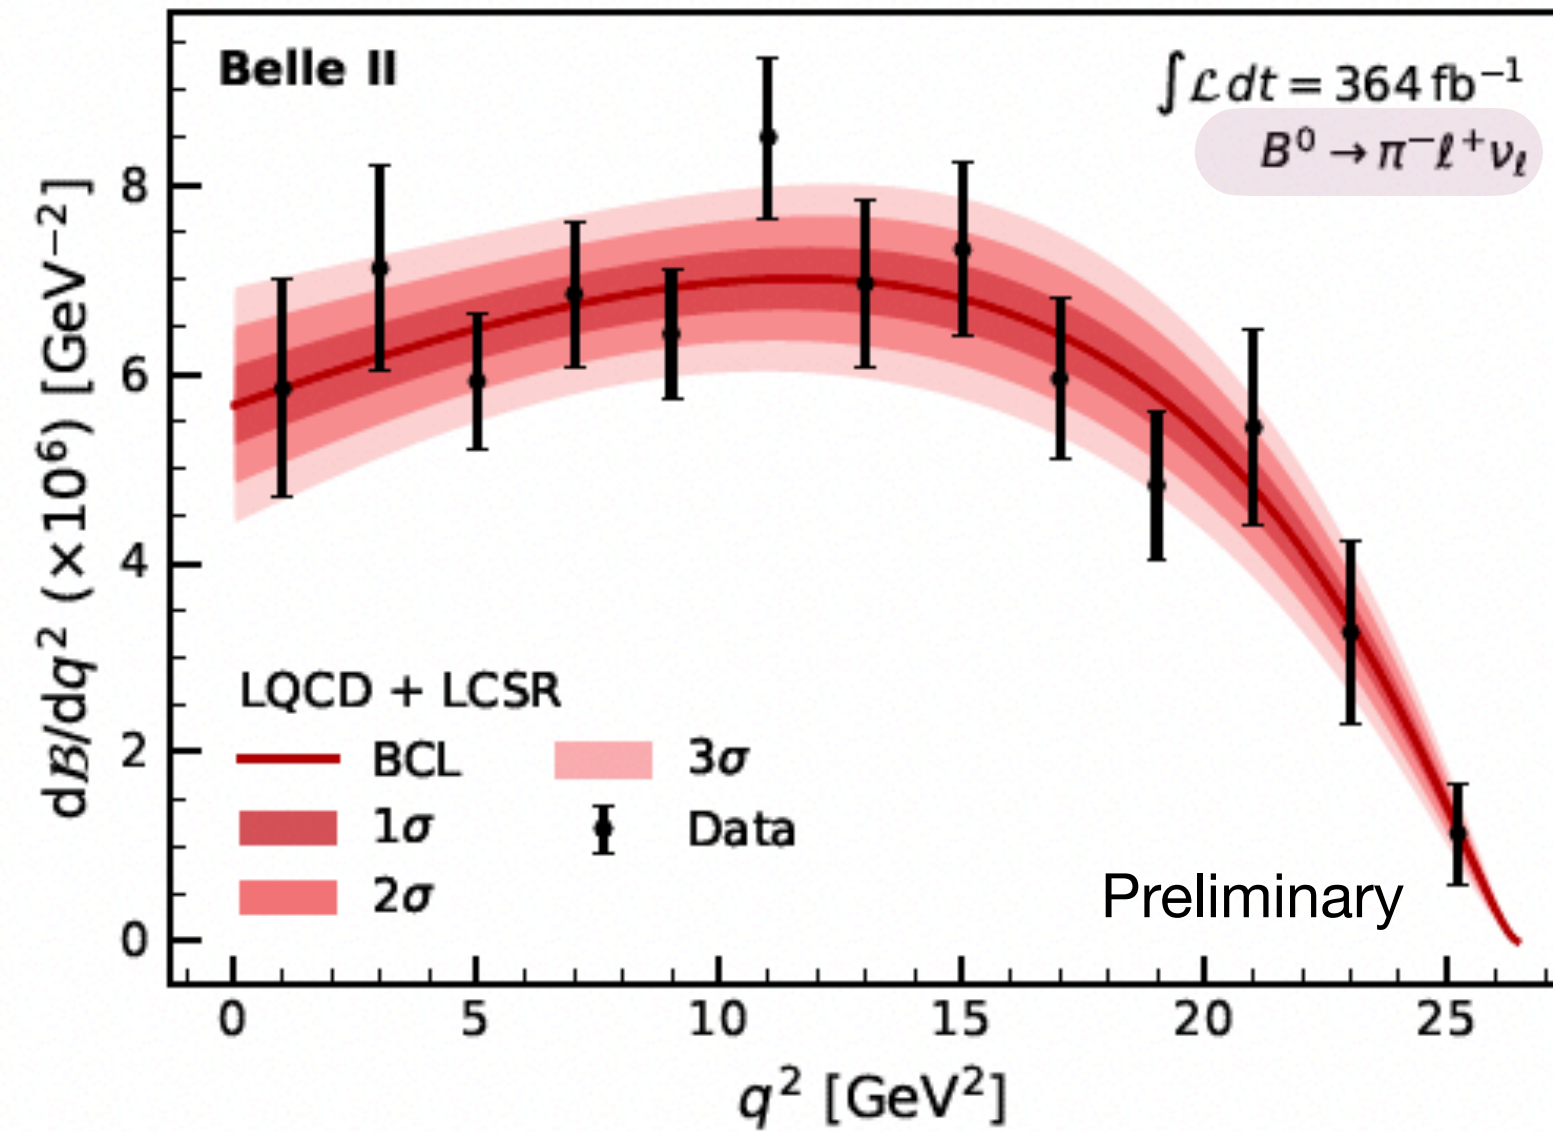 Belle II
∫ℒdt = 364 fb⁻¹
B⁰ → π⁻ℓ⁺νℓ
dℬ/dq² (×10⁶) [GeV⁻²]
8
6
4
2
0
LQCD + LCSR
BCL
1σ
2σ
3σ
Data
Preliminary
0 5 10 15 20 25
q² [GeV²]